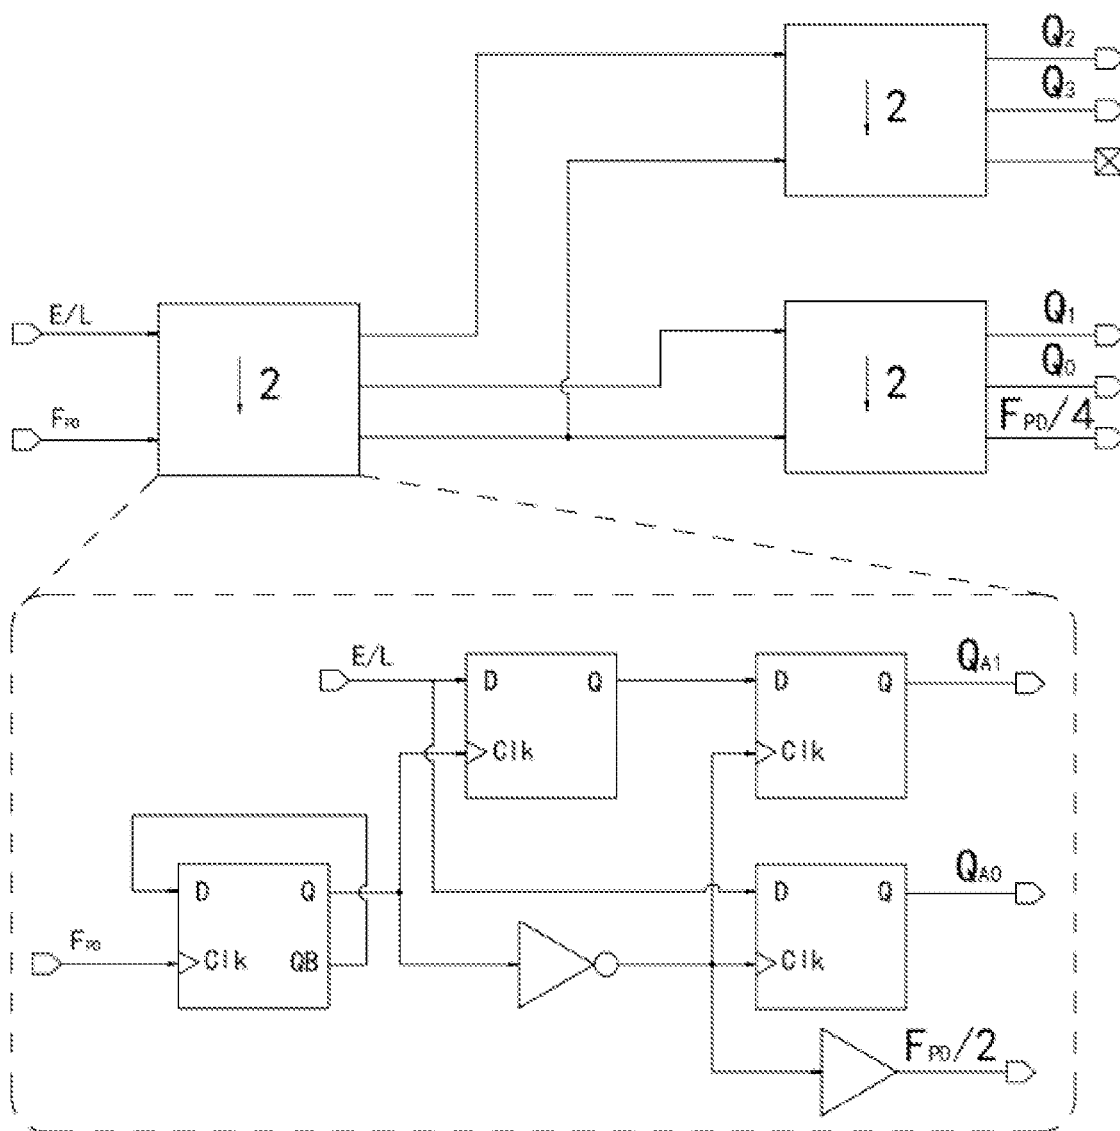 Q2
Q3
↓ 2
E/L
↓ 2
FPD
Q1
Q0
↓ 2
FPD/4
E/L
D Q
Clk
D Q
Clk
QA1
D Q
Clk QB
FPD
D Q
Clk
QA0
FPD/2